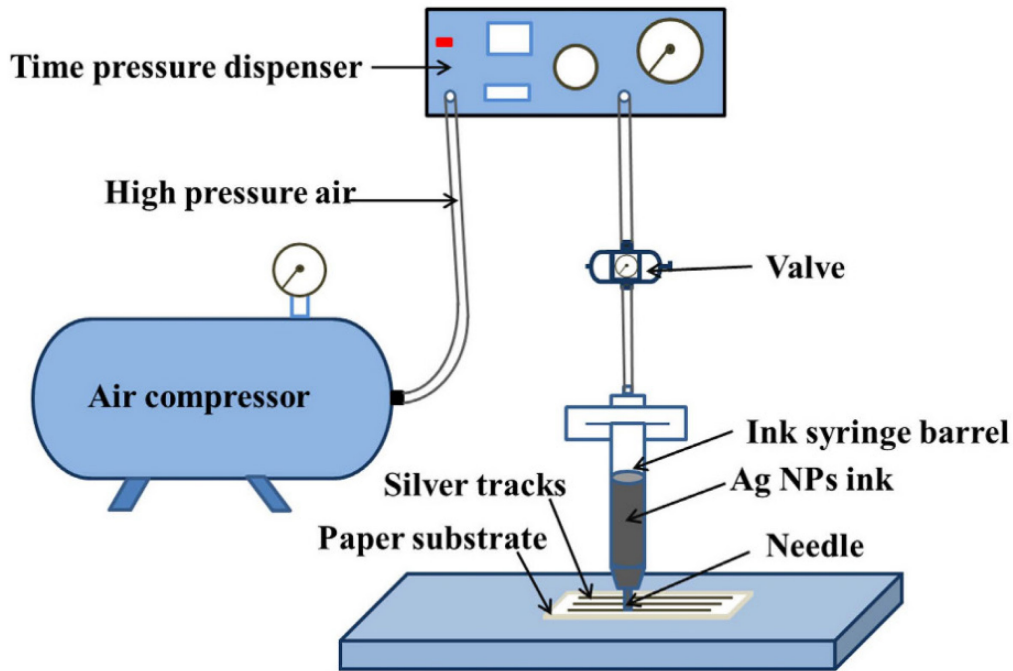 Time pressure dispenser
High pressure air
Valve
Air compressor
Ink syringe barrel
Silver tracks
Ag NPs ink
Paper substrate
Needle